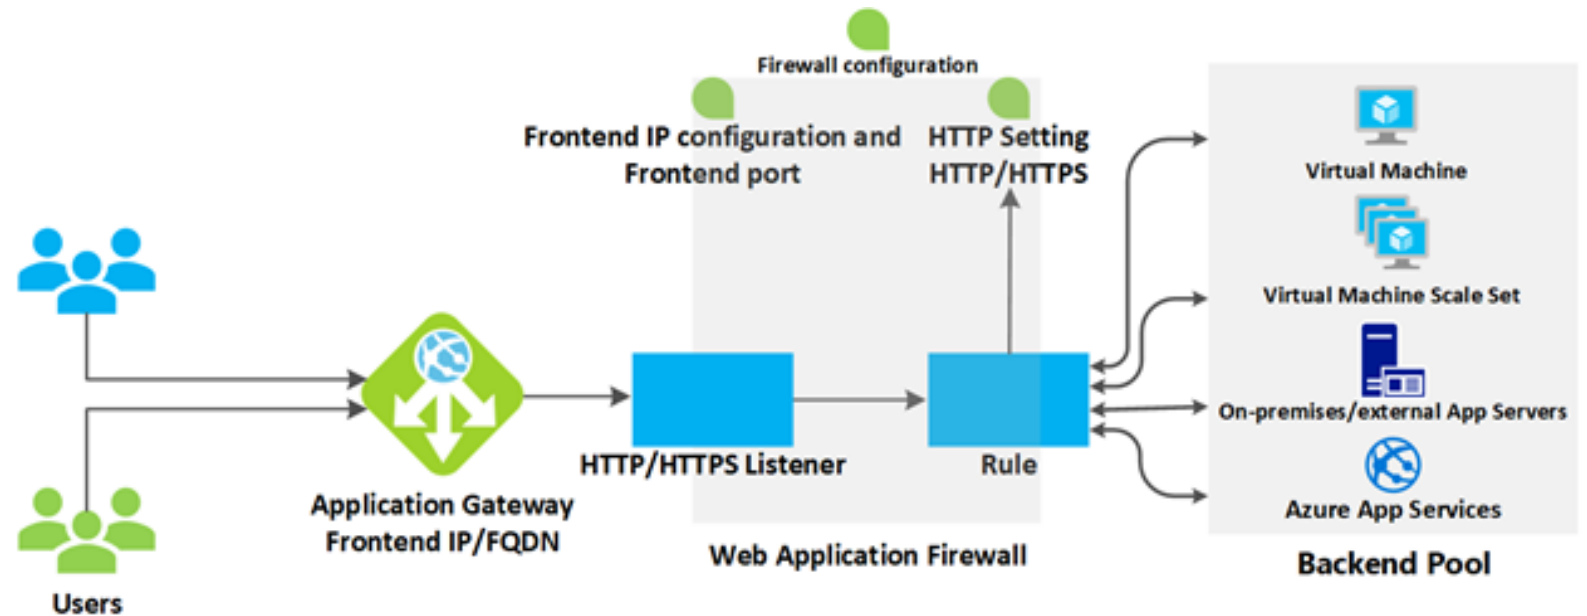 Firewall configuration
Frontend IP configuration and
Frontend port
HTTP Setting
HTTP/HTTPS
Users
Application Gateway
Frontend IP/FQDN
HTTP/HTTPS Listener
Rule
Web Application Firewall
Virtual Machine
Virtual Machine Scale Set
On-premises/external App Servers
Azure App Services
Backend Pool